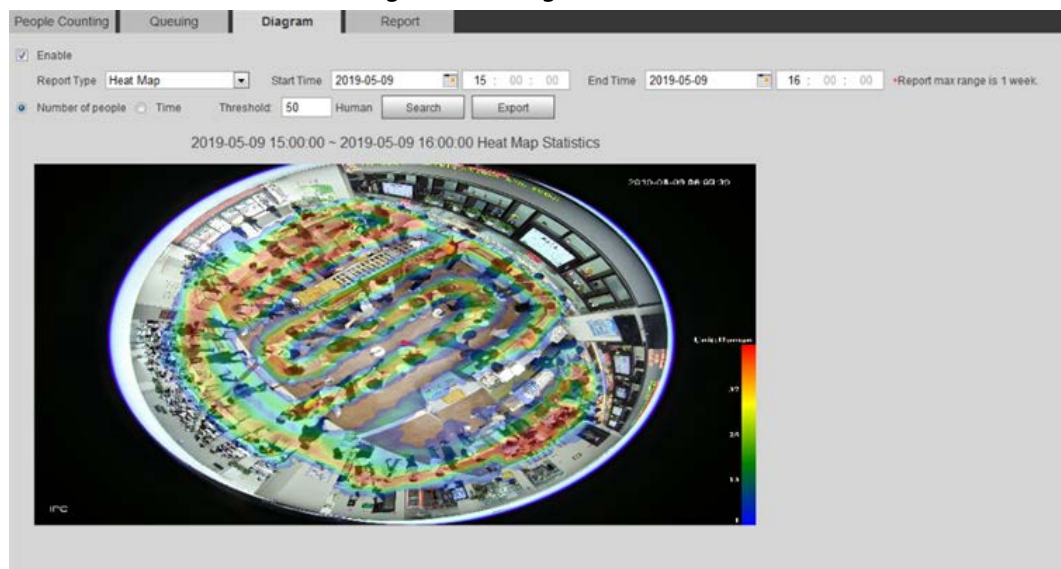 People Counting Queuing Diagram Report
Enable
Report Type Heat Map Start Time 2019-05-09 15 : 00 : 00 End Time 2019-05-09 16 : 00 : 00 *Report max range is 1 week.
Number of people Time Threshold: 50 Human Search Export
2019-05-09 15:00:00 ~ 2019-05-09 16:00:00 Heat Map Statistics
Unit:Human
IPC